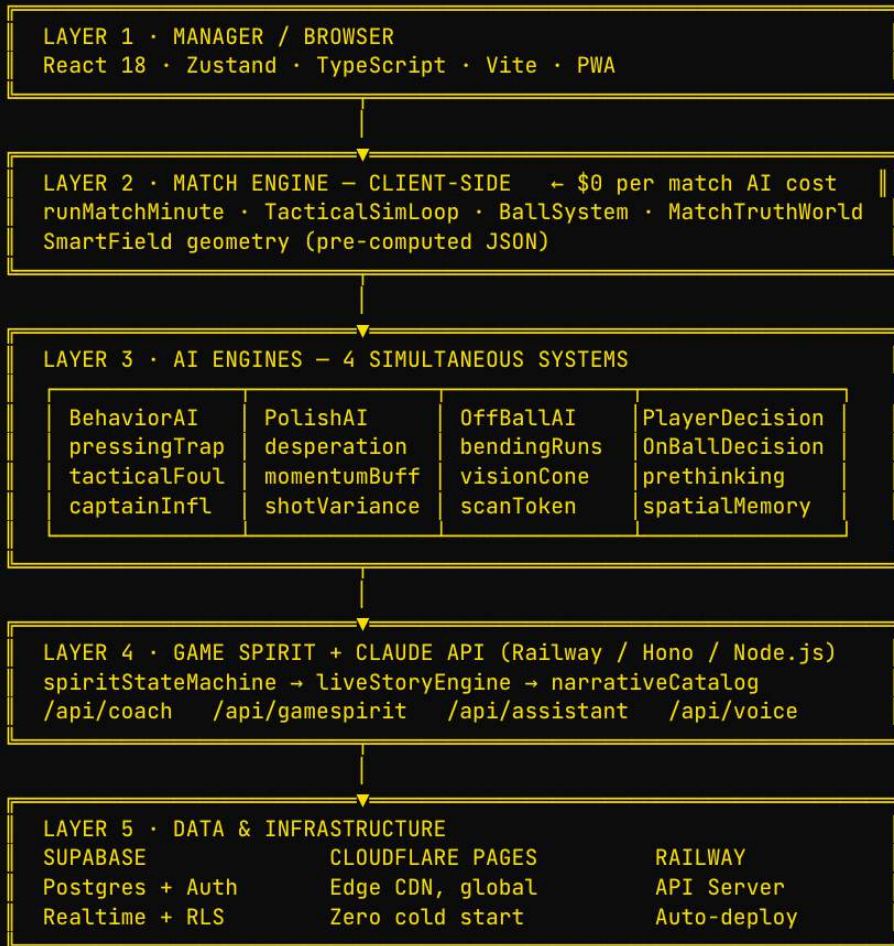 LAYER 1 · MANAGER / BROWSER
React 18 · Zustand · TypeScript · Vite · PWA
LAYER 2 · MATCH ENGINE — CLIENT-SIDE ← $0 per match AI cost
runMatchMinute · TacticalSimLoop · BallSystem · MatchTruthWorld
SmartField geometry (pre-computed JSON)
LAYER 3 · AI ENGINES — 4 SIMULTANEOUS SYSTEMS
BehaviorAI PolishAI OffBallAI PlayerDecision
pressingTrap desperation bendingRuns OnBallDecision
tacticalFoul momentumBuff visionCone prethinking
captainInfl shotVariance scanToken spatialMemory
LAYER 4 · GAME SPIRIT + CLAUDE API (Railway / Hono / Node.js)
spiritStateMachine → liveStoryEngine → narrativeCatalog
/api/coach /api/gamespirit /api/assistant /api/voice
LAYER 5 · DATA & INFRASTRUCTURE
SUPABASE CLOUDFLARE PAGES RAILWAY
Postgres + Auth Edge CDN, global API Server
Realtime + RLS Zero cold start Auto-deploy